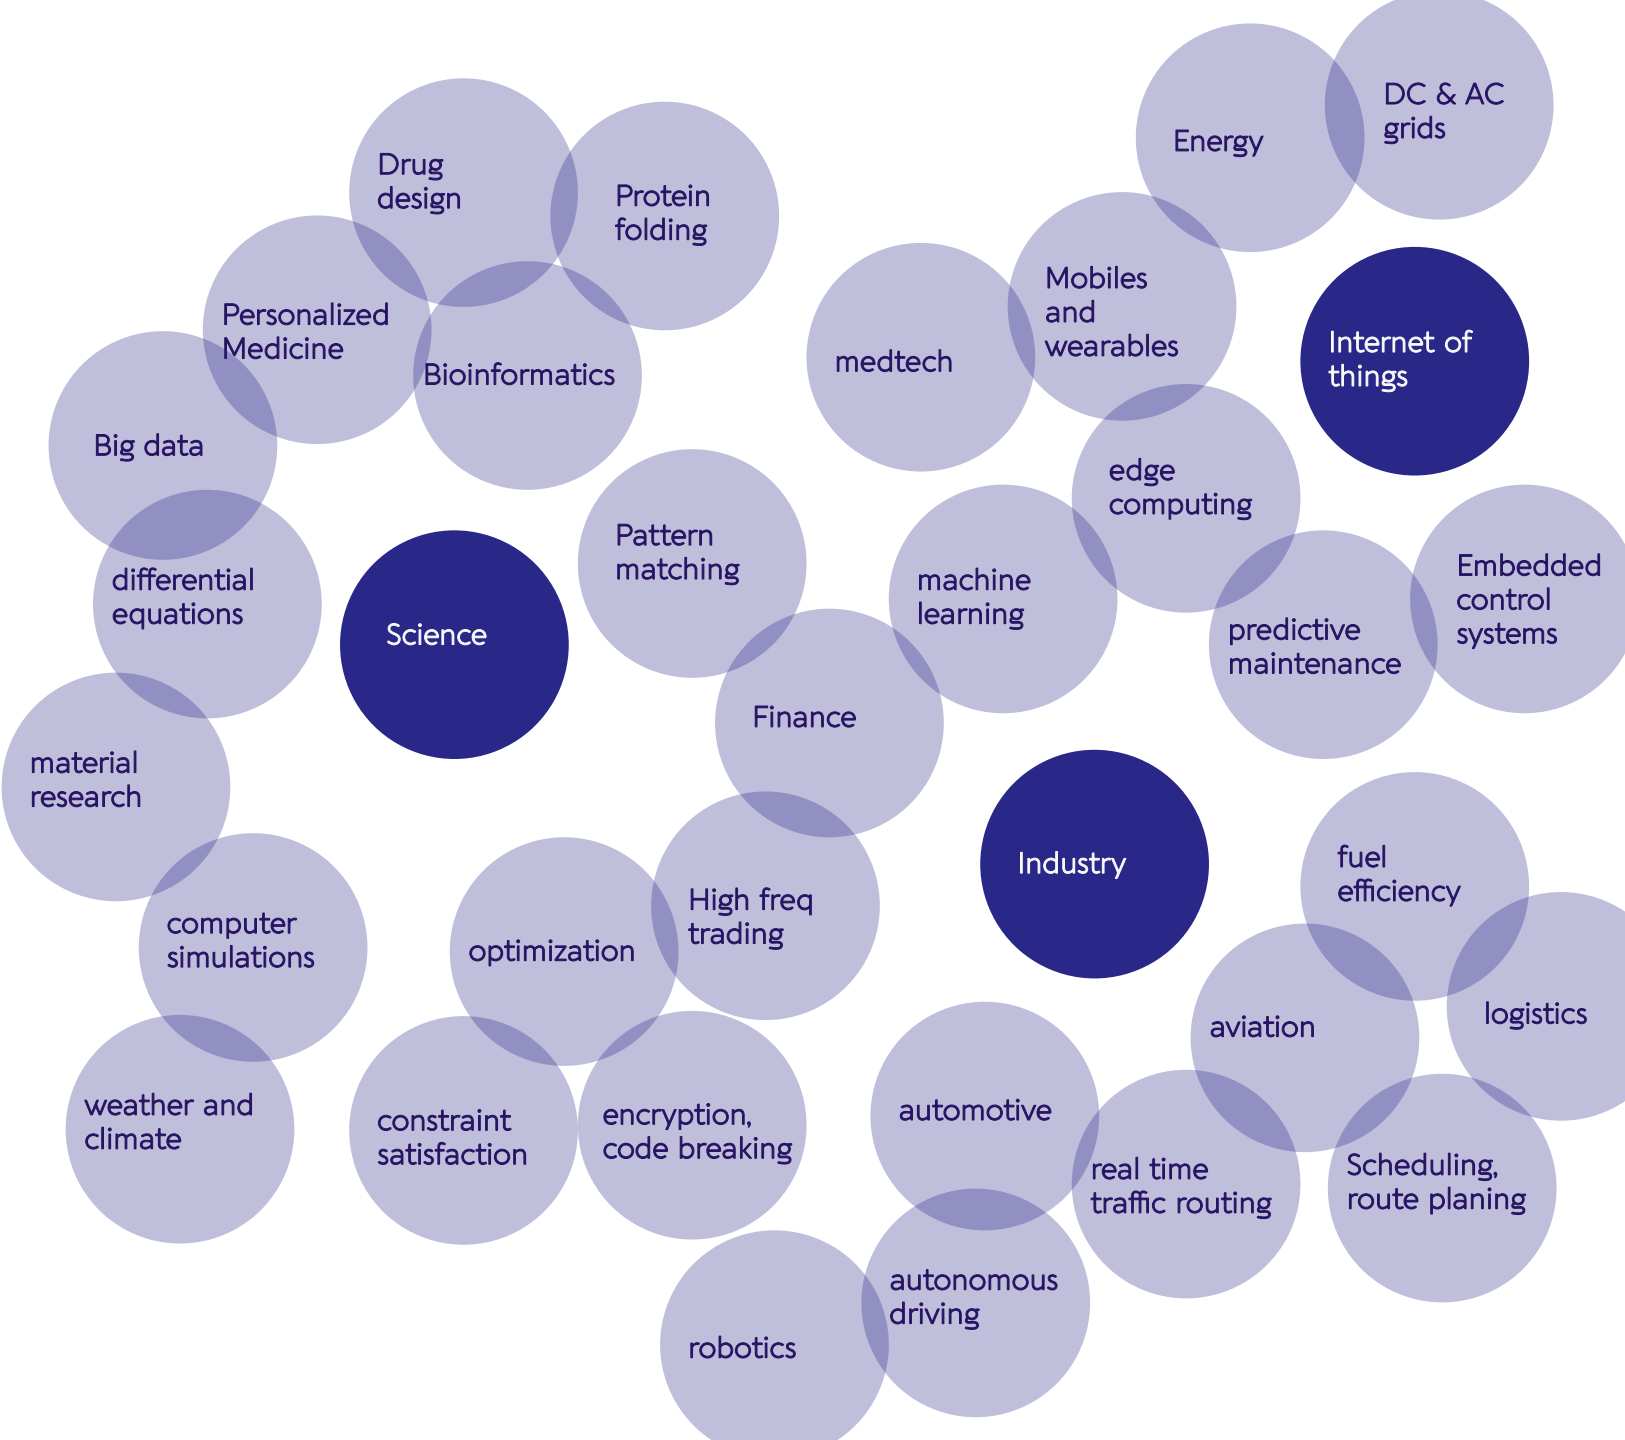 DC & AC
grids
Energy
Drug
design
Protein
folding
Mobiles
and
wearables
Personalized
Medicine
Internet of
things
medtech
Bioinformatics
Big data
edge
computing
Pattern
matching
Embedded
control
systems
differential
equations
machine
learning
Science
predictive
maintenance
Finance
material
research
Industry
fuel
efficiency
High freq
trading
computer
simulations
optimization
logistics
aviation
weather and
climate
constraint
satisfaction
encryption,
code breaking
automotive
real time
traffic routing
Scheduling,
route planing
autonomous
driving
robotics